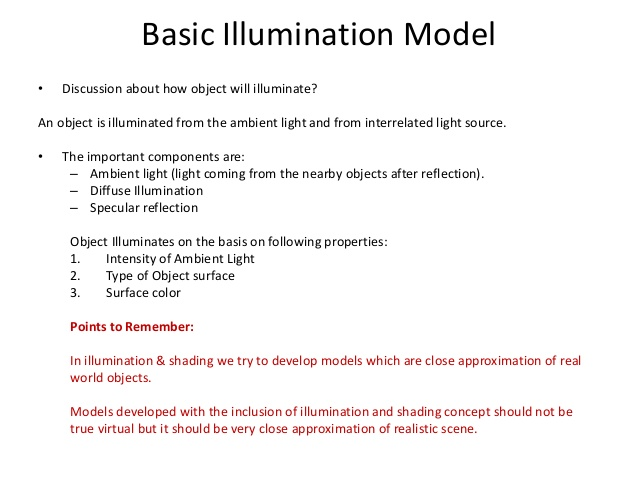 Basic Illumination Model
• Discussion about how object will illuminate?
An object is illuminated from the ambient light and from interrelated light source.
• The important components are:
– Ambient light (light coming from the nearby objects after reflection).
– Diffuse Illumination
– Specular reflection
Object Illuminates on the basis on following properties:
1. Intensity of Ambient Light
2. Type of Object surface
3. Surface color
Points to Remember:
In illumination & shading we try to develop models which are close approximation of real
world objects.
Models developed with the inclusion of illumination and shading concept should not be
true virtual but it should be very close approximation of realistic scene.